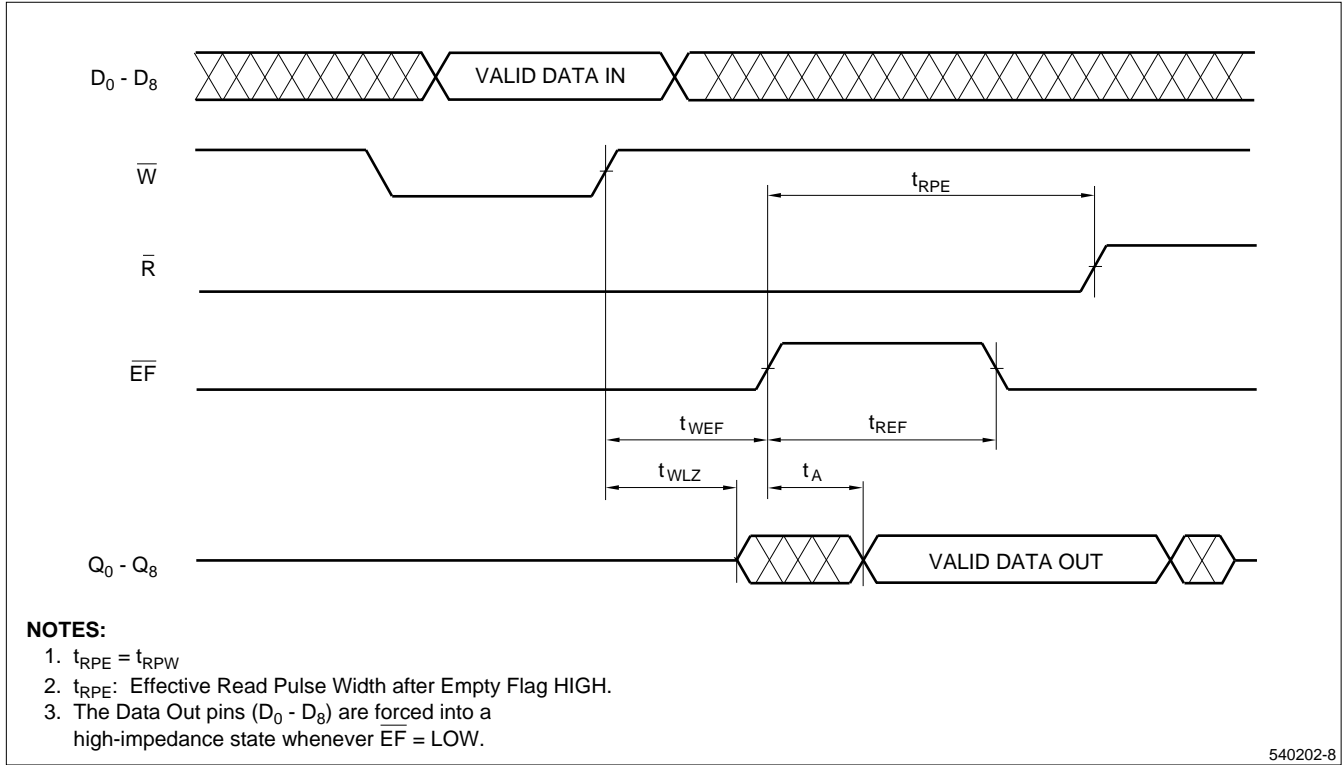 D0 - D8
VALID DATA IN
W̅
tRPE
R̅
E̅F̅
tWEF
tREF
tWLZ
tA
Q0 - Q8
VALID DATA OUT
NOTES:
1. tRPE = tRPW
2. tRPE: Effective Read Pulse Width after Empty Flag HIGH.
3. The Data Out pins (D0 - D8) are forced into a
high-impedance state whenever E̅F̅ = LOW.
540202-8